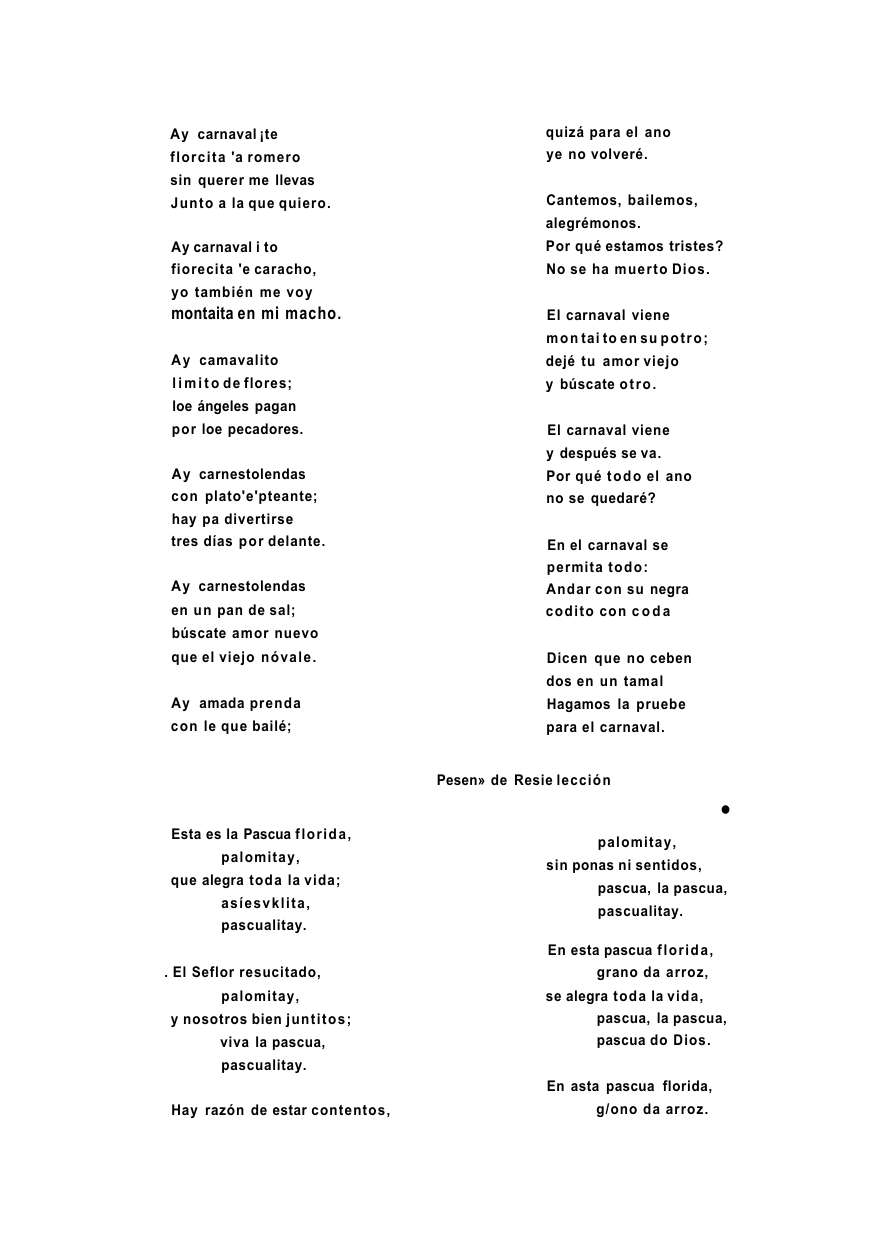 Ay carnaval ¡te
florcita 'a romero
sin querer me llevas
Junto a la que quiero.

Ay carnaval i to
fiorecita 'e caracho,
yo también me voy
montaita en mi macho.

Ay camavalito
limito de flores;
loe ángeles pagan
por loe pecadores.

Ay carnestolendas
con plato'e'pteante;
hay pa divertirse
tres días por delante.

Ay carnestolendas
en un pan de sal;
búscate amor nuevo
que el viejo nóvale.

Ay amada prenda
con le que bailé;

quizá para el ano
ye no volveré.

Cantemos, bailemos,
alegrémonos.
Por qué estamos tristes?
No se ha muerto Dios.

El carnaval viene
mon tai to en su potro;
dejé tu amor viejo
y búscate otro.

El carnaval viene
y después se va.
Por qué todo el ano
no se quedaré?

En el carnaval se
permita todo:
Andar con su negra
codito con coda

Dicen que no ceben
dos en un tamal
Hagamos la pruebe
para el carnaval.

Pesen» de Resie lección
•

Esta es la Pascua florida,
palomitay,
que alegra toda la vida;
asíesvklita,
pascualitay.

. El Seflor resucitado,
palomitay,
y nosotros bien juntitos;
viva la pascua,
pascualitay.

Hay razón de estar contentos,

palomitay,
sin ponas ni sentidos,
pascua, la pascua,
pascualitay.

En esta pascua florida,
grano da arroz,
se alegra toda la vida,
pascua, la pascua,
pascua do Dios.

En asta pascua florida,
g/ono da arroz.